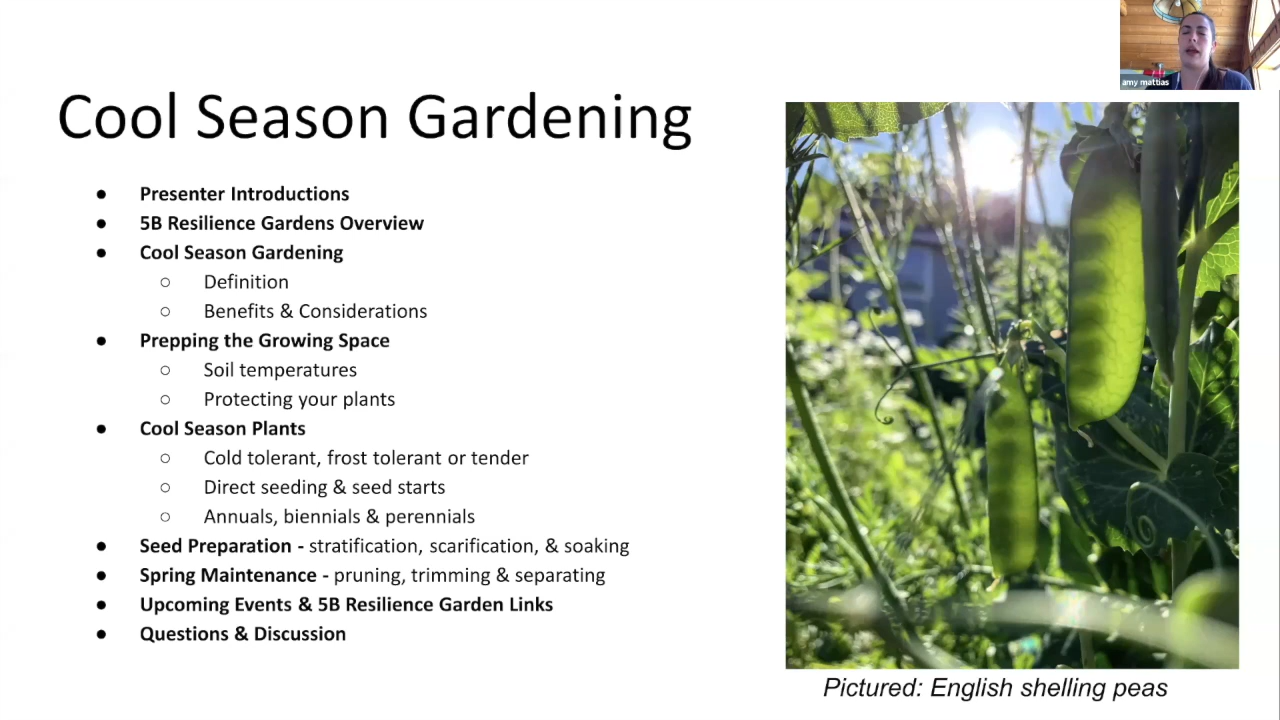 amy mattias
Cool Season Gardening
● Presenter Introductions
● 5B Resilience Gardens Overview
● Cool Season Gardening
○ Definition
○ Benefits & Considerations
● Prepping the Growing Space
○ Soil temperatures
○ Protecting your plants
● Cool Season Plants
○ Cold tolerant, frost tolerant or tender
○ Direct seeding & seed starts
○ Annuals, biennials & perennials
● Seed Preparation - stratification, scarification, & soaking
● Spring Maintenance - pruning, trimming & separating
● Upcoming Events & 5B Resilience Garden Links
● Questions & Discussion
Pictured: English shelling peas